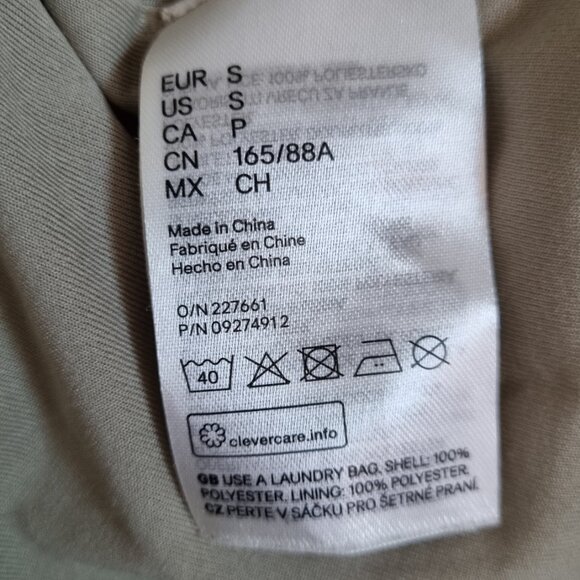 EUR S
US S
CA P
CN 165/88A
MX CH
Made in China
Fabriqué en Chine
Hecho en China
O/N 227661
P/N 09274912
40
clevercare.info
GB USE A LAUNDRY BAG. SHELL: 100%
POLYESTER. LINING: 100% POLYESTER.
CZ PERTE V SÁČKU PRO ŠETRNÉ PRANÍ.